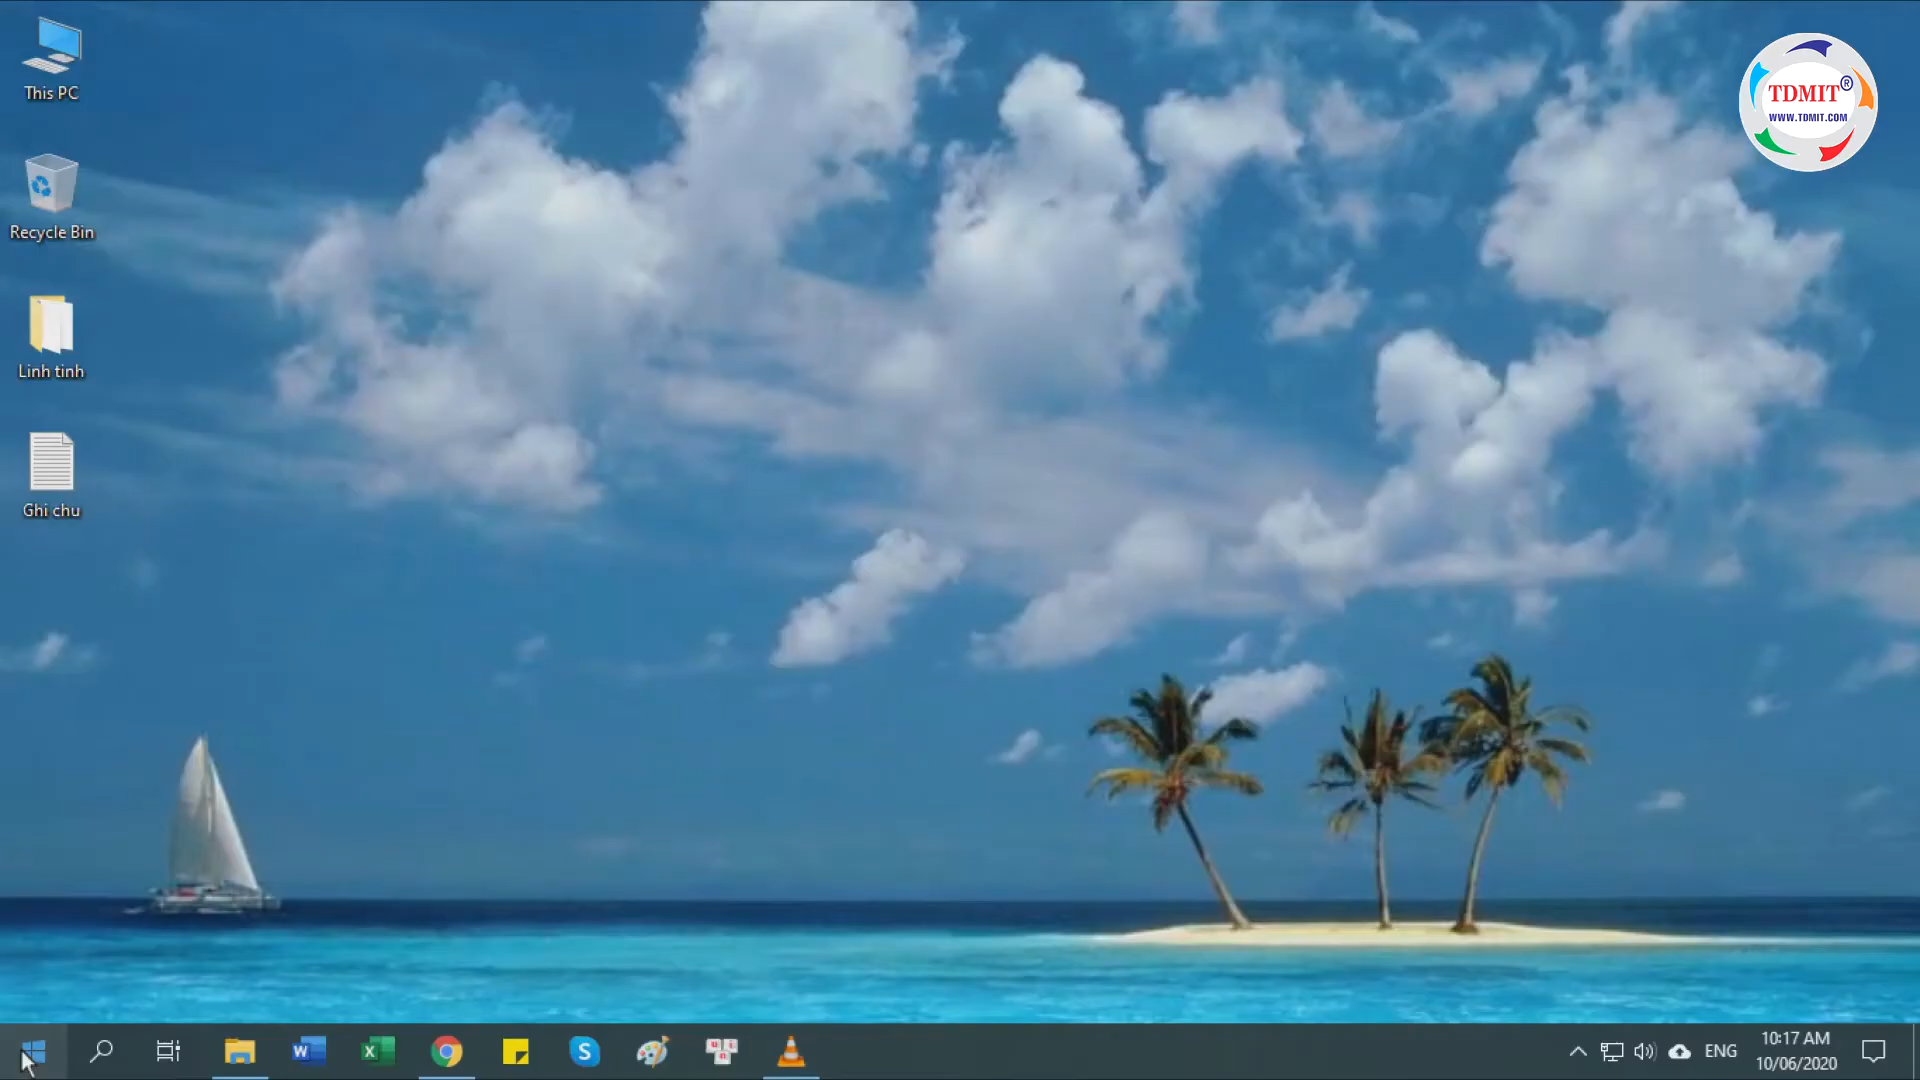 This PC
Recycle Bin
Linh tinh
Ghi chu
TDMIT®
WWW.TDMIT.COM
ENG
10:17 AM
10/06/2020